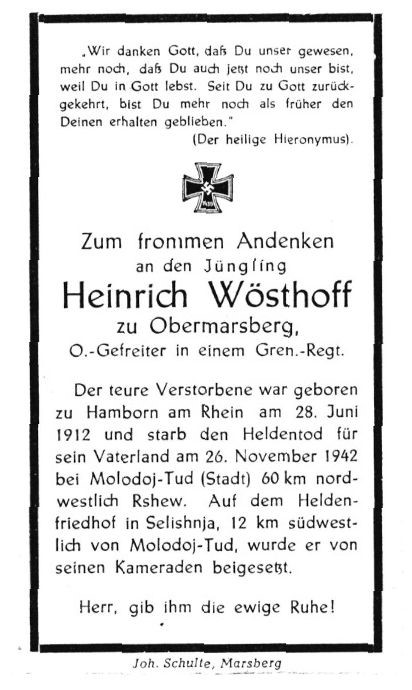 „Wir danken Gott, daß Du unser gewesen,
mehr noch, daß Du auch jetzt noch unser bist,
weil Du in Gott lebst. Seit Du zu Gott zurück-
gekehrt, bist Du mehr noch als früher den
Deinen erhalten geblieben.“
(Der heilige Hieronymus).
Zum frommen Andenken
an den Jüngling
Heinrich Wösthoff
zu Obermarsberg,
O.-Gefreiter in einem Gren.-Regt.
Der teure Verstorbene war geboren
zu Hamborn am Rhein am 28. Juni
1912 und starb den Heldentod für
sein Vaterland am 26. November 1942
bei Molodoj-Tud (Stadt) 60 km nord-
westlich Rshew. Auf dem Helden-
friedhof in Selishnja, 12 km südwest-
lich von Molodoj-Tud, wurde er von
seinen Kameraden beigesetzt.
Herr, gib ihm die ewige Ruhe!
Joh. Schulte, Marsberg